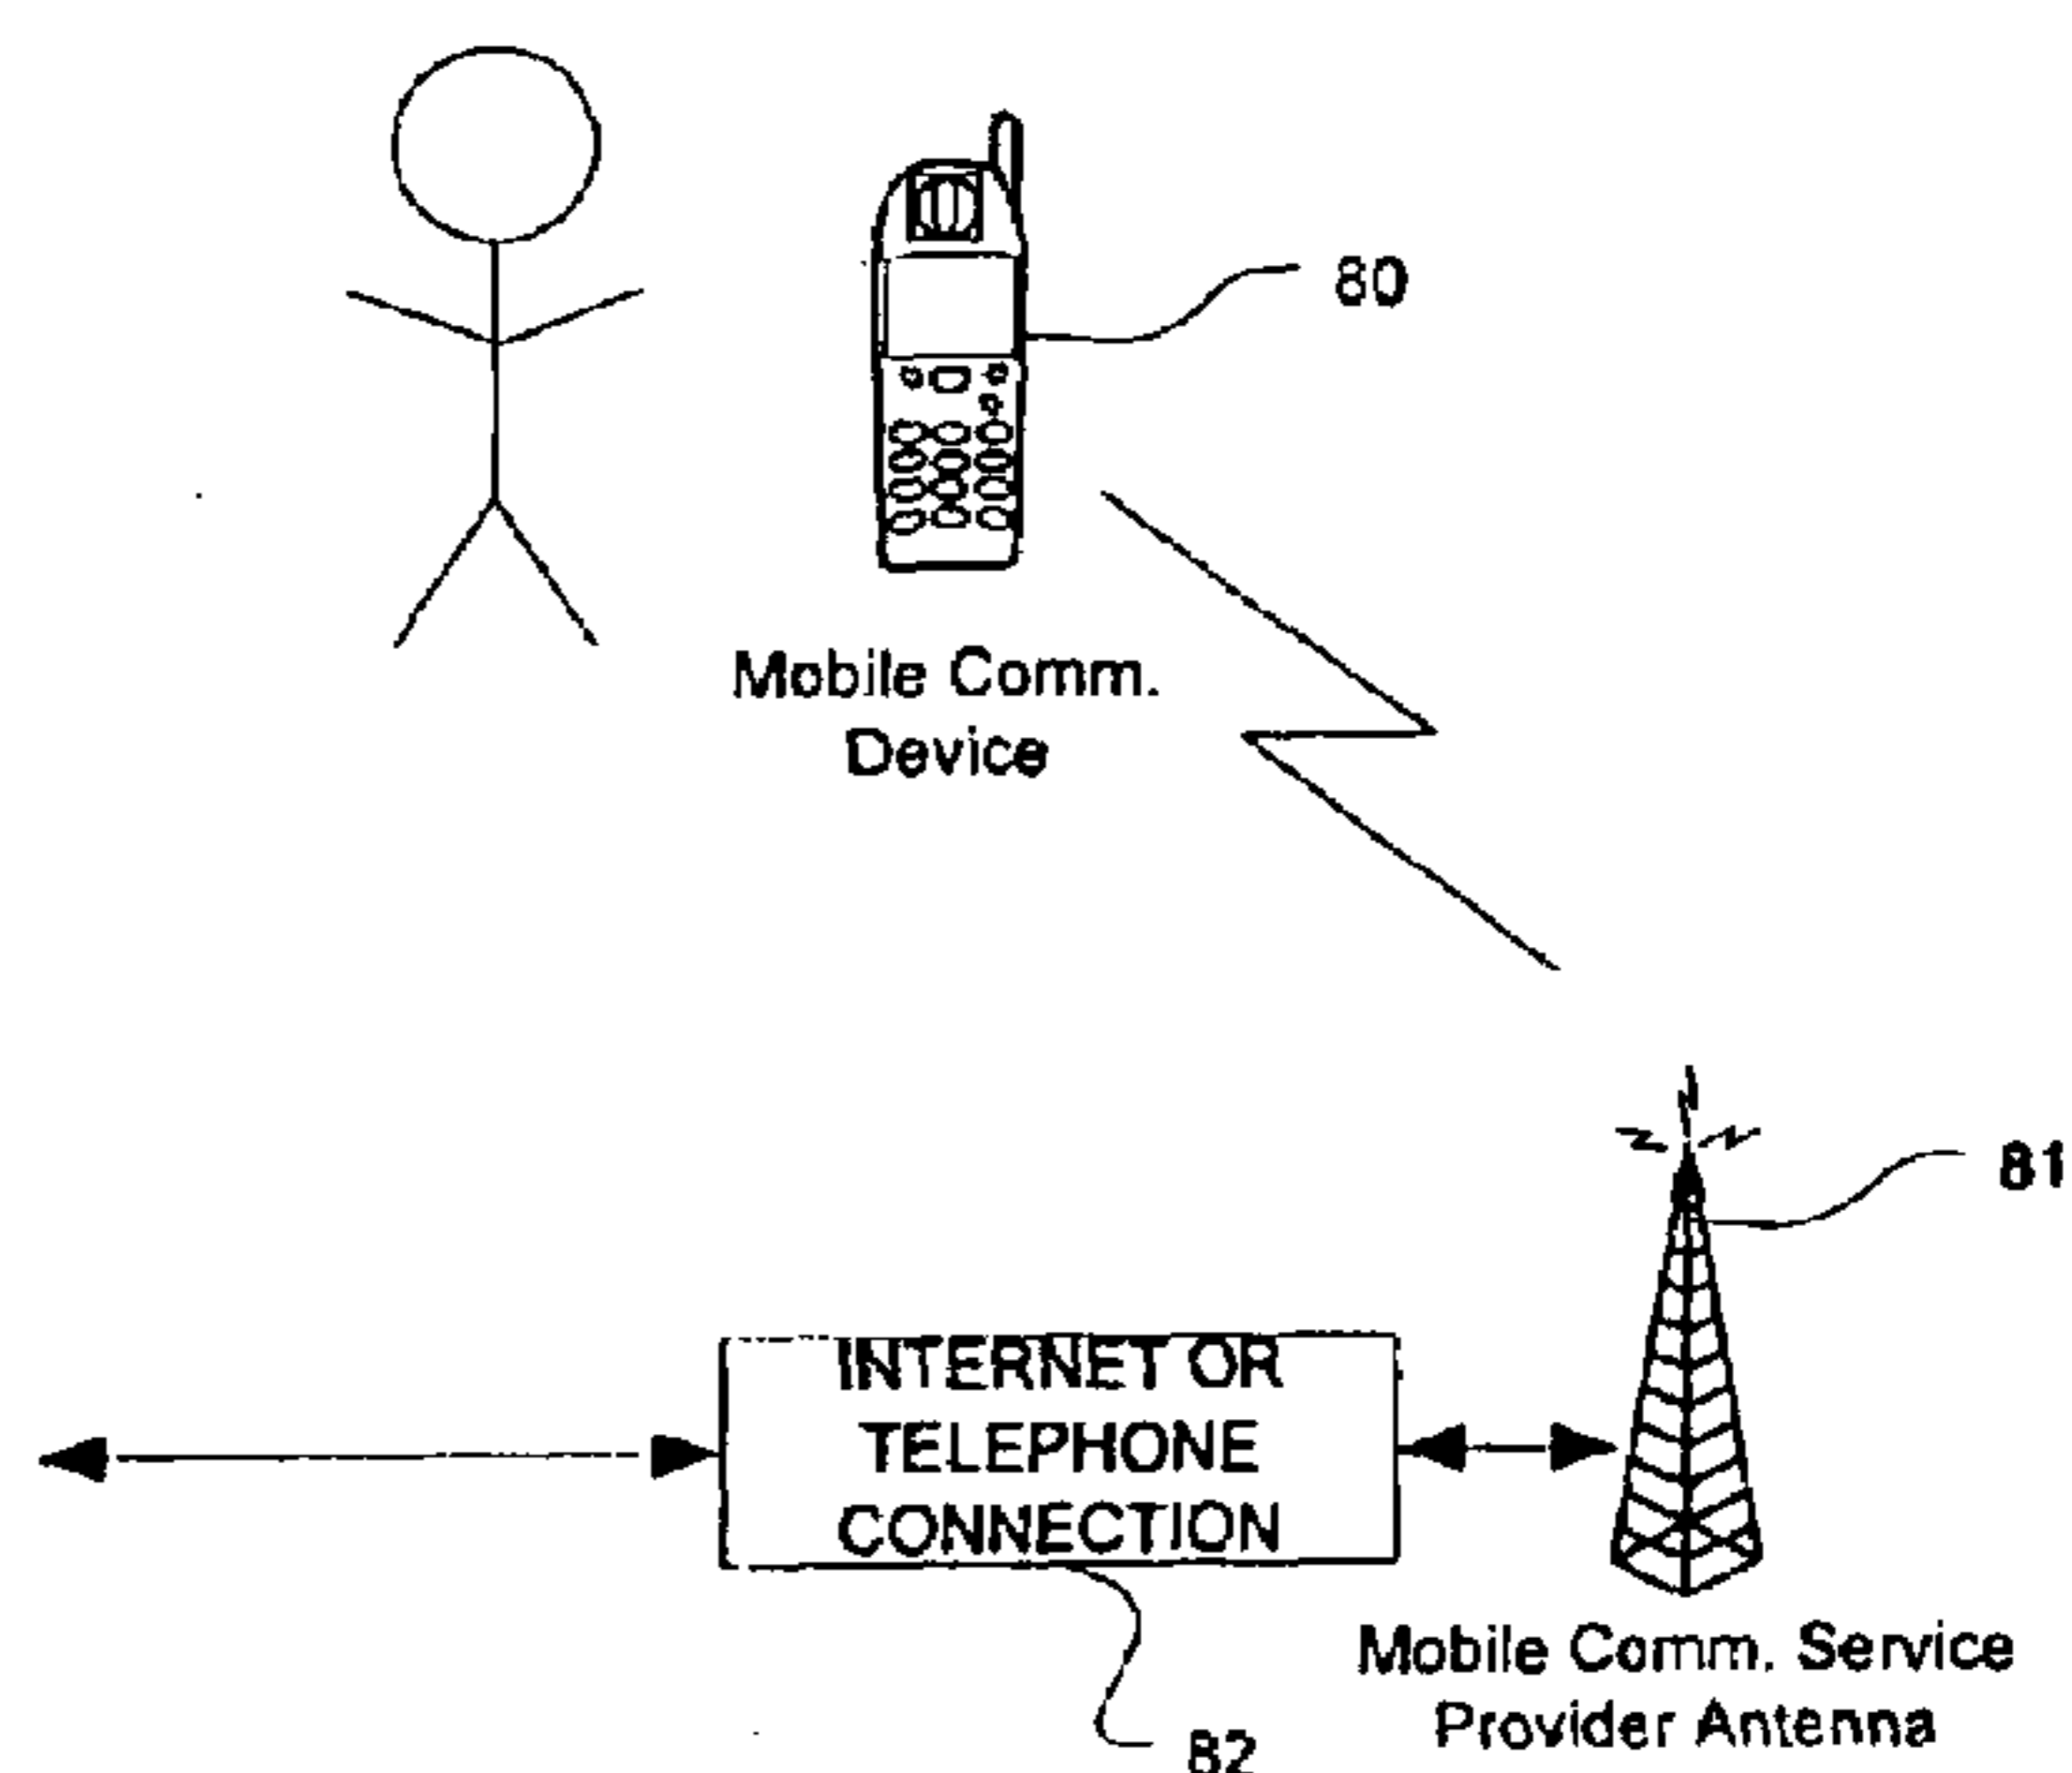 80
Mobile Comm.
Device
81
INTERNET OR
TELEPHONE
CONNECTION
Mobile Comm. Service
Provider Antenna
82